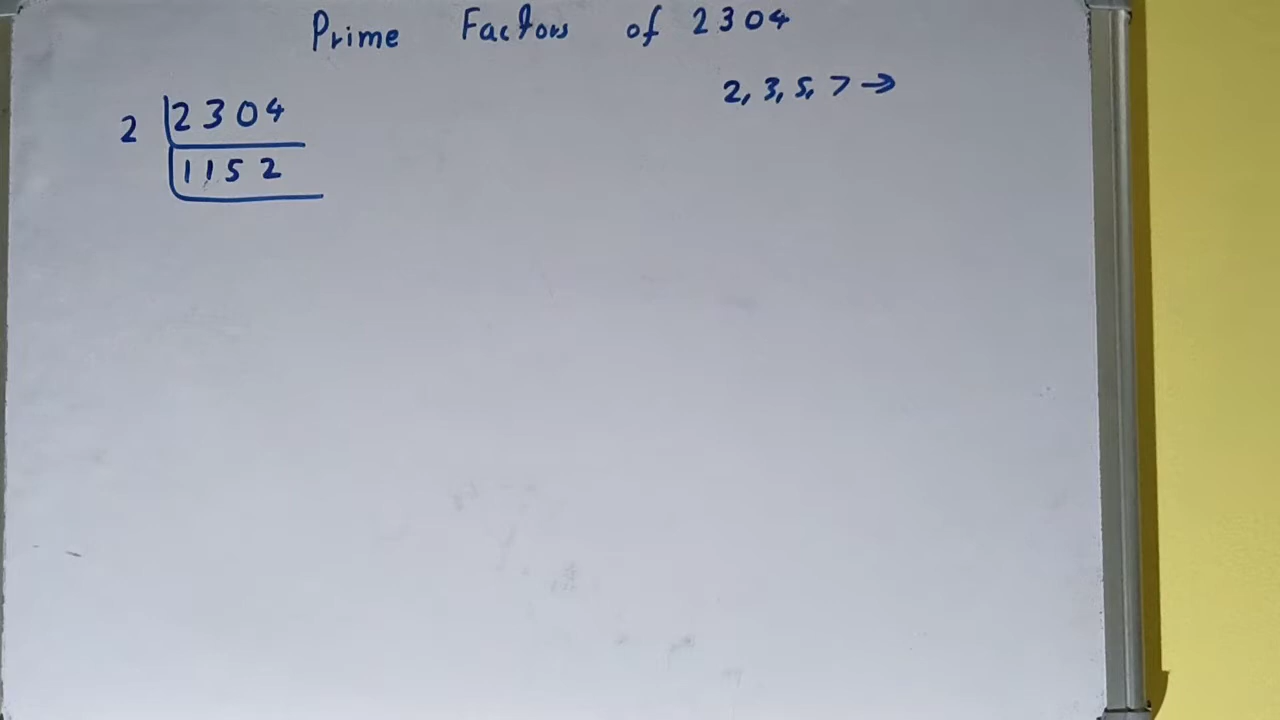 Prime Factors of 2304
2, 3, 5, 7 →
2 2304
1152